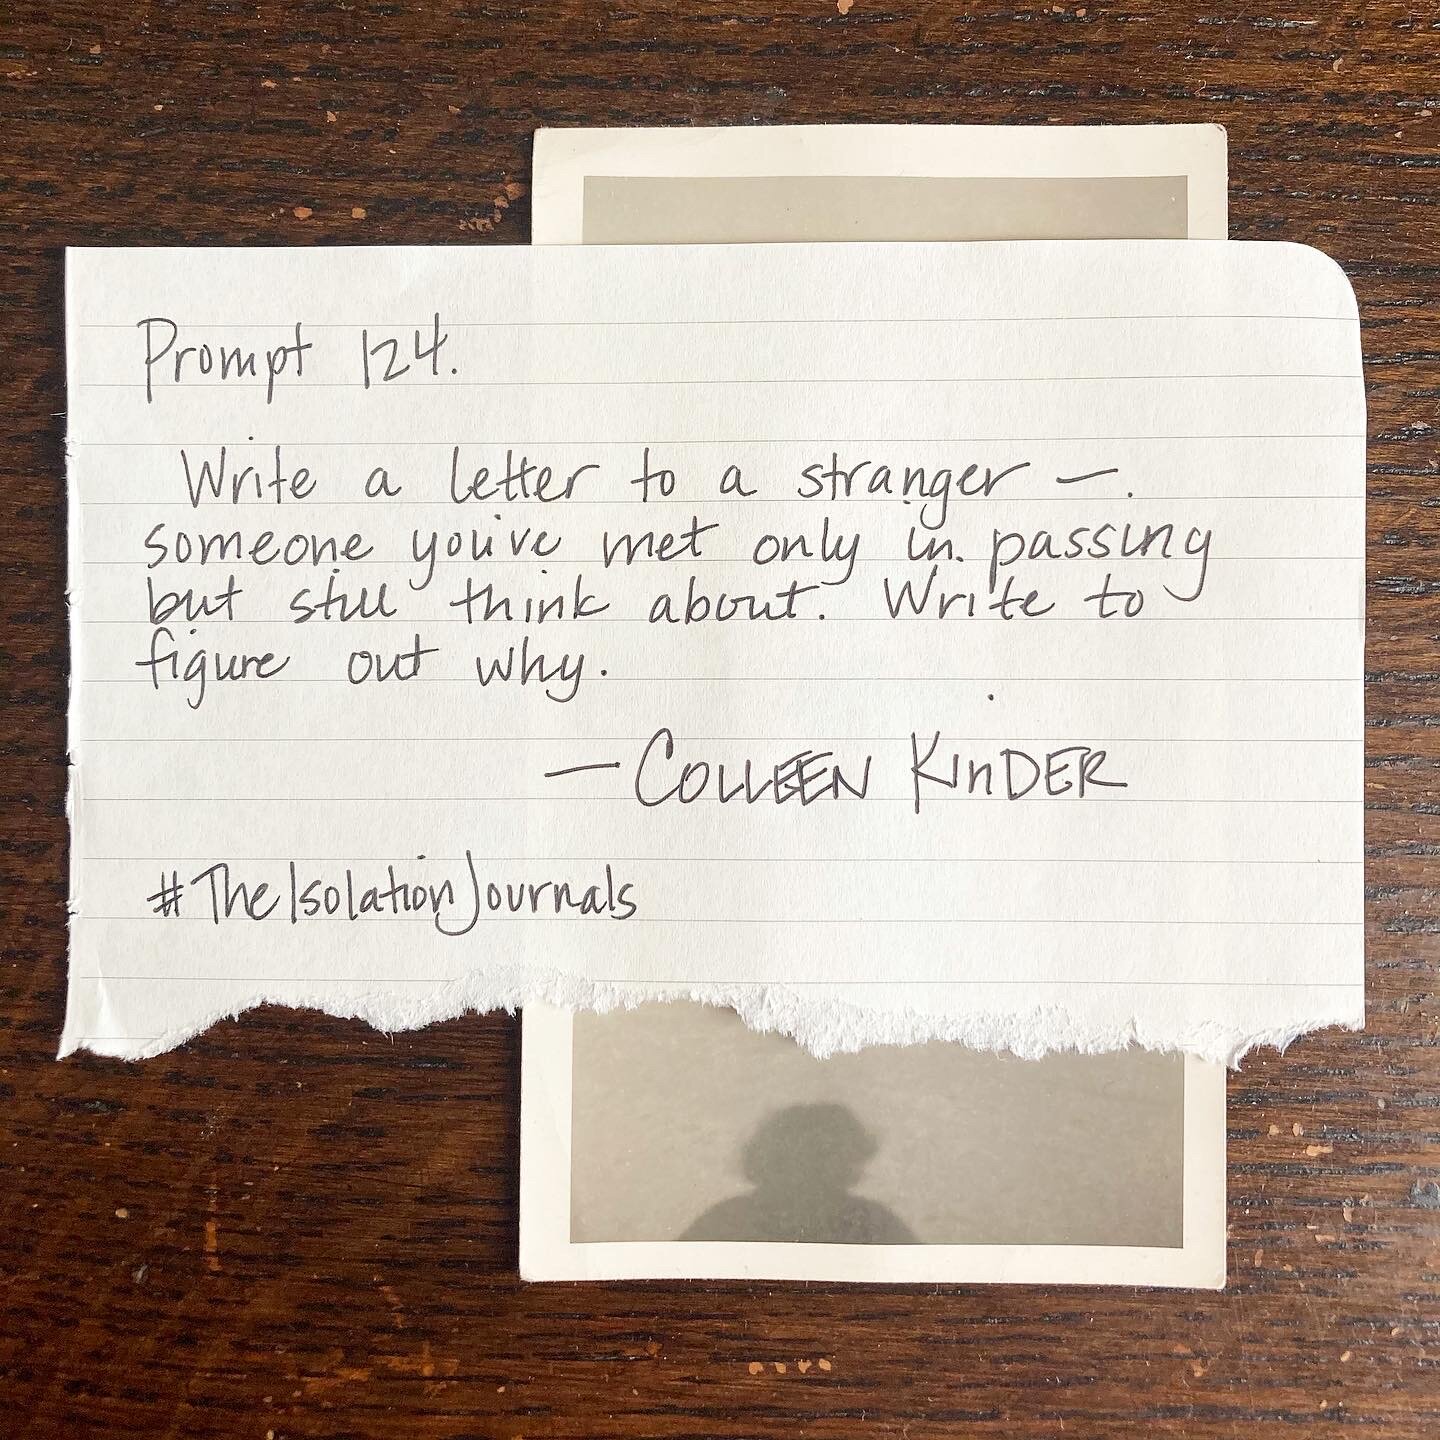 Prompt 124.
Write a letter to a stranger —.
someone you've met only in passing
but still think about. Write to
figure out why.
— COLLEEN KINDER
#TheIsolationJournals